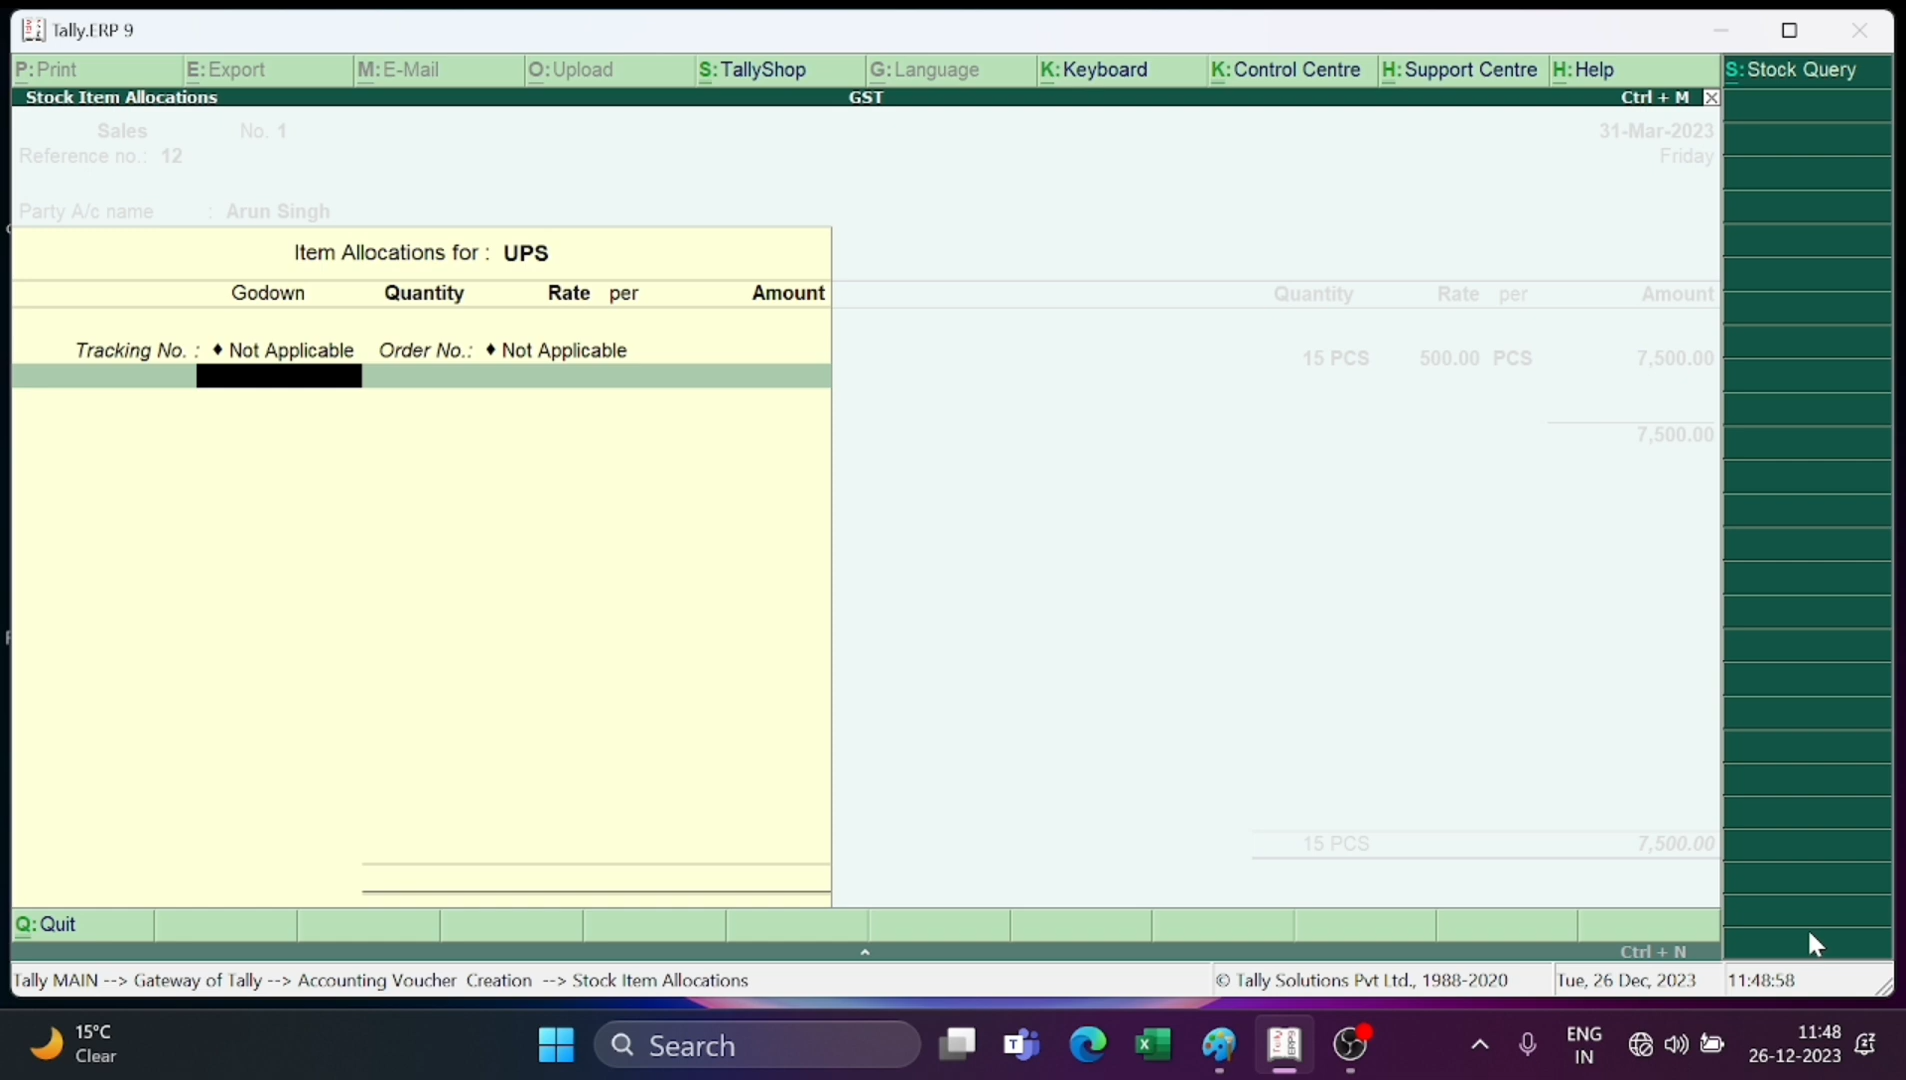 Tally.ERP 9
P: Print E: Export M: E-Mail O: Upload S: TallyShop G: Language K: Keyboard K: Control Centre H: Support Centre H: Help S: Stock Query
Stock Item Allocations GST Ctrl + M
Sales No. 1 31-Mar-2023
Reference no.: 12 Friday
Party A/c name : Arun Singh
Item Allocations for : UPS
Godown Quantity Rate per Amount Quantity Rate per Amount
Tracking No. : ♦ Not Applicable Order No.: ♦ Not Applicable 15 PCS 500.00 PCS 7,500.00
7,500.00
15 PCS 7,500.00
Q: Quit
Ctrl + N
Tally MAIN --> Gateway of Tally --> Accounting Voucher Creation --> Stock Item Allocations © Tally Solutions Pvt Ltd., 1988-2020 Tue, 26 Dec, 2023 11:48:58
15°C Search ENG 11:48
Clear IN 26-12-2023